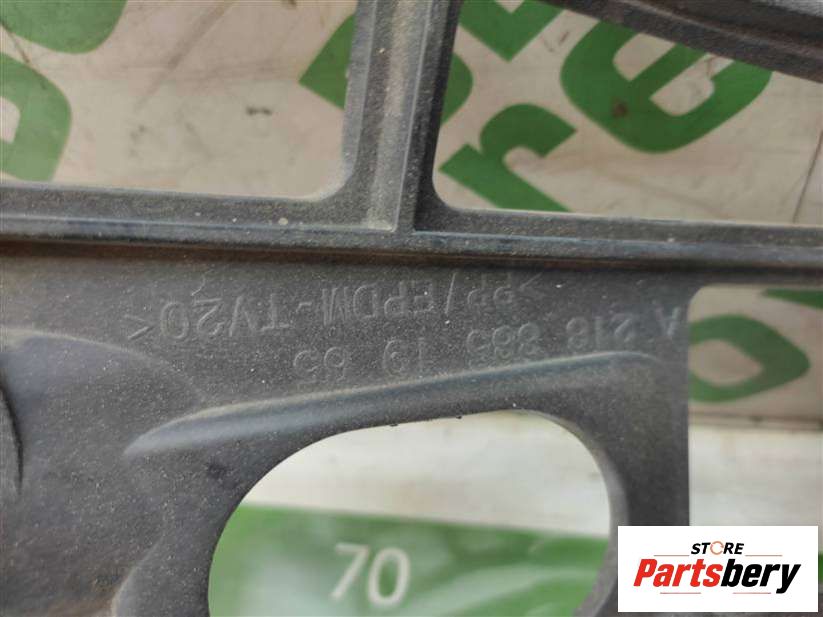 A 218 885 19 65
>PP/EPDM-TV20<
70
STORE
Partsbery